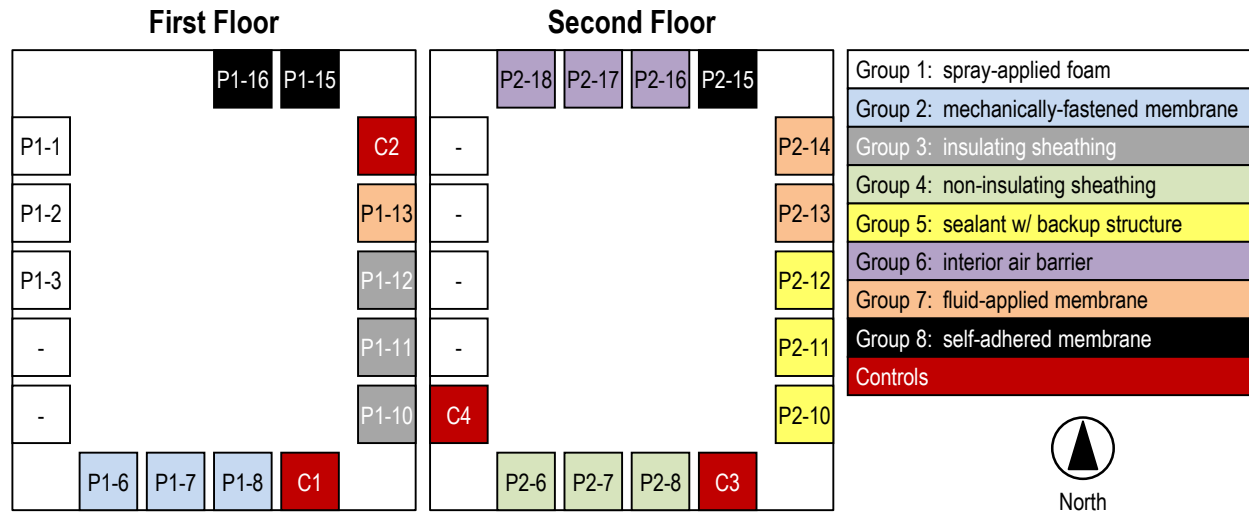 First Floor
Second Floor
P1-16 P1-15
P2-18 P2-17 P2-16 P2-15
P1-1 C2
- P2-14
P1-2 P1-13
- P2-13
P1-3 P1-12
- P2-12
- P1-11
- P2-11
- P1-10
C4 P2-10
P1-6 P1-7 P1-8 C1
P2-6 P2-7 P2-8 C3
Group 1: spray-applied foam
Group 2: mechanically-fastened membrane
Group 3: insulating sheathing
Group 4: non-insulating sheathing
Group 5: sealant w/ backup structure
Group 6: interior air barrier
Group 7: fluid-applied membrane
Group 8: self-adhered membrane
Controls
North